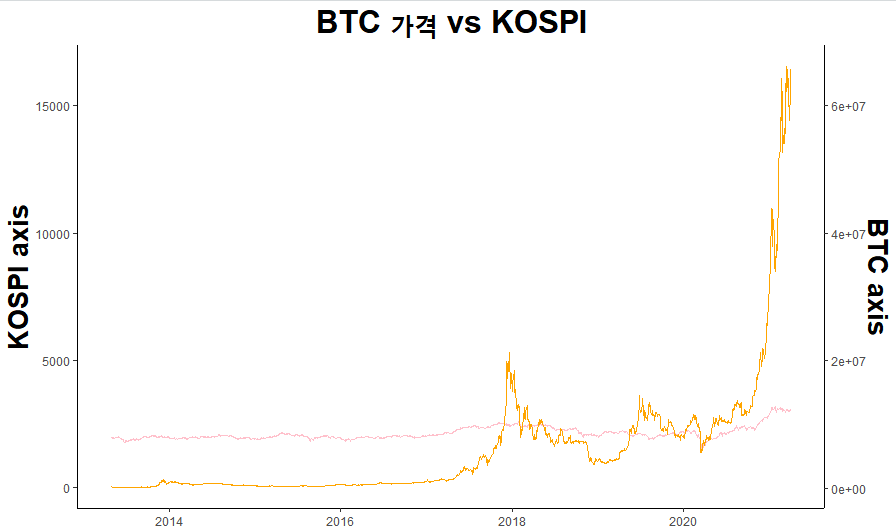 BTC 가격 vs KOSPI
KOSPI axis
15000
10000
5000
0
6e+07
4e+07
2e+07
0e+00
BTC axis
2014
2016
2018
2020